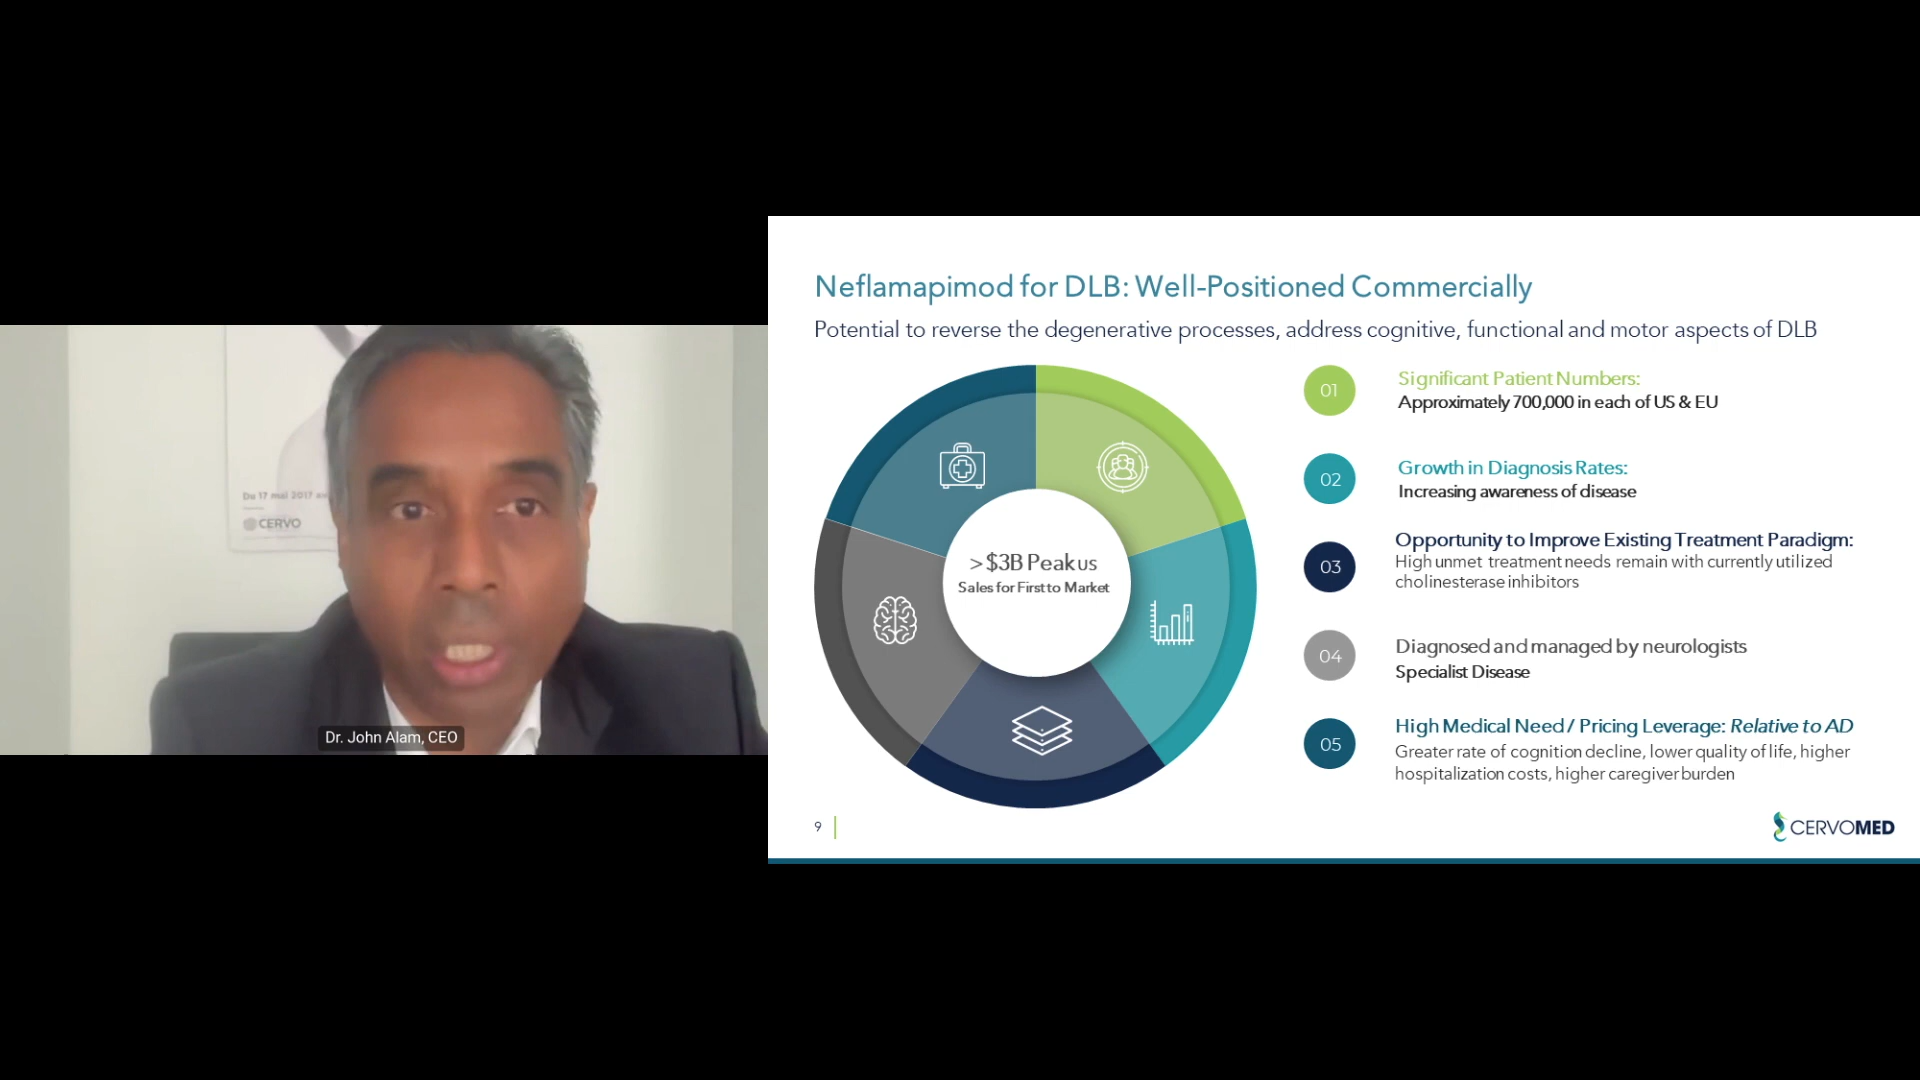 Du 17 mai 2017 au
CERVO
Dr. John Alam, CEO
Neflamapimod for DLB: Well-Positioned Commercially
Potential to reverse the degenerative processes, address cognitive, functional and motor aspects of DLB
>$3B Peak us
Sales for First to Market
01
Significant Patient Numbers:
Approximately 700,000 in each of US & EU
02
Growth in Diagnosis Rates:
Increasing awareness of disease
03
Opportunity to Improve Existing Treatment Paradigm:
High unmet treatment needs remain with currently utilized
cholinesterase inhibitors
04
Diagnosed and managed by neurologists
Specialist Disease
05
High Medical Need / Pricing Leverage: Relative to AD
Greater rate of cognition decline, lower quality of life, higher
hospitalization costs, higher caregiver burden
9
CERVOMED